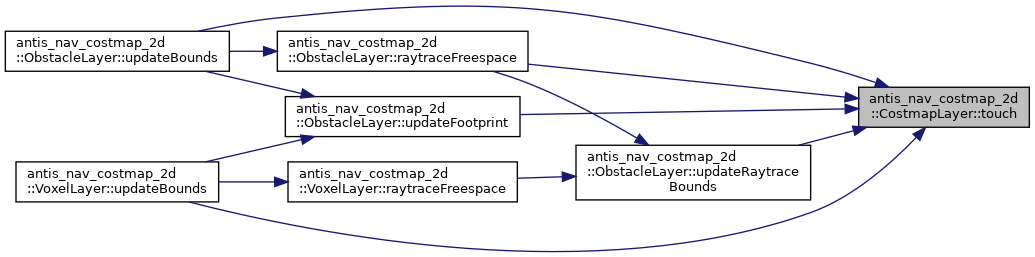 antis_nav_costmap_2d
::ObstacleLayer::updateBounds
antis_nav_costmap_2d
::ObstacleLayer::raytraceFreespace
antis_nav_costmap_2d
::CostmapLayer::touch
antis_nav_costmap_2d
::ObstacleLayer::updateFootprint
antis_nav_costmap_2d
::ObstacleLayer::updateRaytrace
Bounds
antis_nav_costmap_2d
::VoxelLayer::updateBounds
antis_nav_costmap_2d
::VoxelLayer::raytraceFreespace